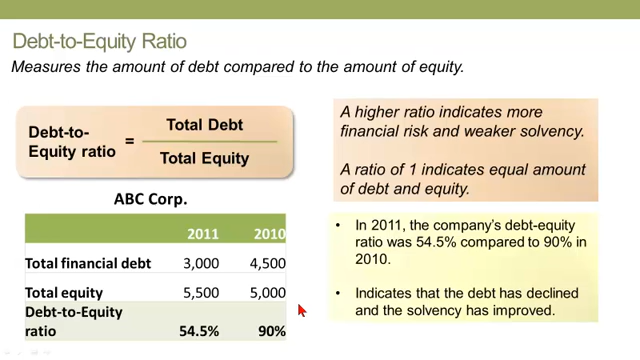 Debt-to-Equity Ratio
Measures the amount of debt compared to the amount of equity.
Debt-to-
Equity ratio
=
Total Debt
Total Equity
A higher ratio indicates more
financial risk and weaker solvency.
A ratio of 1 indicates equal amount
of debt and equity.
ABC Corp.
2011 2010
Total financial debt 3,000 4,500
Total equity 5,500 5,000
Debt-to-Equity
ratio 54.5% 90%
• In 2011, the company's debt-equity
ratio was 54.5% compared to 90% in
2010.
• Indicates that the debt has declined
and the solvency has improved.